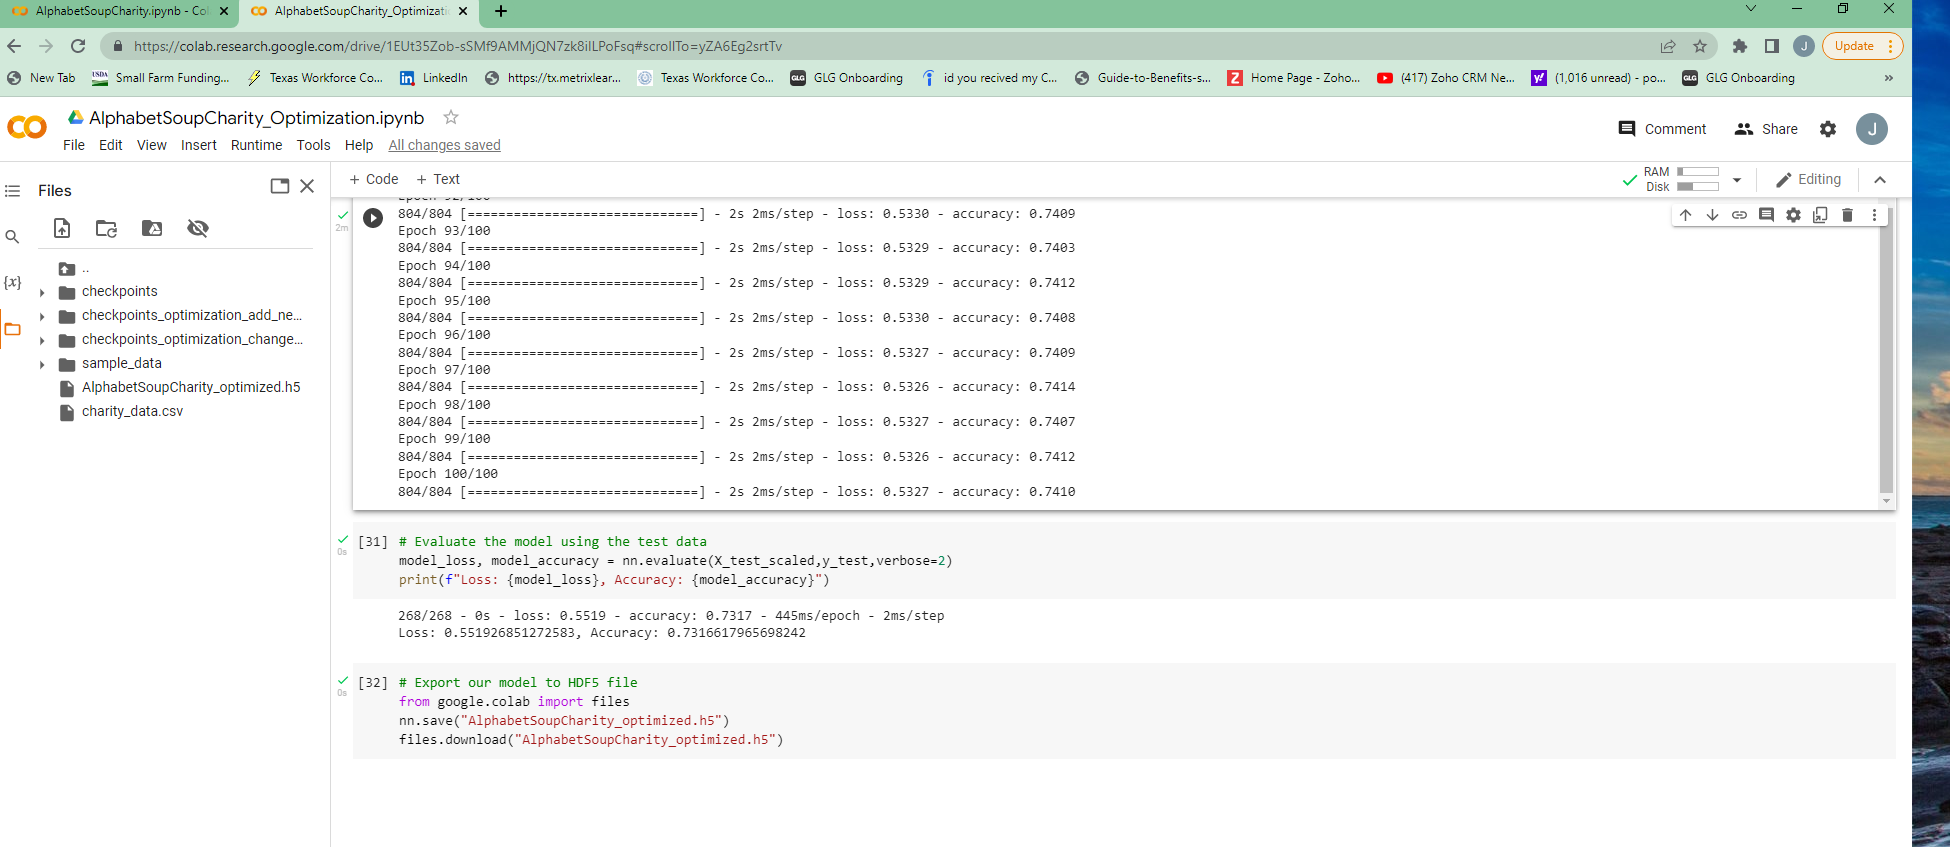 AlphabetSoupCharity.ipynb - Col
AlphabetSoupCharity_Optimizatio
https://colab.research.google.com/drive/1EUt35Zob-sSMf9AMMjQN7zk8ilLPoFsq#scrollTo=yZA6Eg2srtTv
J
Update
New Tab
USDA
Small Farm Funding...
Texas Workforce Co...
LinkedIn
https://tx.metrixlear...
Texas Workforce Co...
GLG
GLG Onboarding
id you recived my C...
Guide-to-Benefits-s...
Home Page - Zoho...
(417) Zoho CRM Ne...
(1,016 unread) - po...
GLG
GLG Onboarding
»
AlphabetSoupCharity_Optimization.ipynb
File Edit View Insert Runtime Tools Help All changes saved
Comment
Share
J
Files
..
checkpoints
checkpoints_optimization_add_ne...
checkpoints_optimization_change...
sample_data
AlphabetSoupCharity_optimized.h5
charity_data.csv
{x}
+ Code + Text
RAM
Disk
Editing
2m
Epoch 92/100
804/804 [==============================] - 2s 2ms/step - loss: 0.5330 - accuracy: 0.7409
Epoch 93/100
804/804 [==============================] - 2s 2ms/step - loss: 0.5329 - accuracy: 0.7403
Epoch 94/100
804/804 [==============================] - 2s 2ms/step - loss: 0.5329 - accuracy: 0.7412
Epoch 95/100
804/804 [==============================] - 2s 2ms/step - loss: 0.5330 - accuracy: 0.7408
Epoch 96/100
804/804 [==============================] - 2s 2ms/step - loss: 0.5327 - accuracy: 0.7409
Epoch 97/100
804/804 [==============================] - 2s 2ms/step - loss: 0.5326 - accuracy: 0.7414
Epoch 98/100
804/804 [==============================] - 2s 2ms/step - loss: 0.5327 - accuracy: 0.7407
Epoch 99/100
804/804 [==============================] - 2s 2ms/step - loss: 0.5326 - accuracy: 0.7412
Epoch 100/100
804/804 [==============================] - 2s 2ms/step - loss: 0.5327 - accuracy: 0.7410
0s
[31] # Evaluate the model using the test data
model_loss, model_accuracy = nn.evaluate(X_test_scaled,y_test,verbose=2)
print(f"Loss: {model_loss}, Accuracy: {model_accuracy}")
268/268 - 0s - loss: 0.5519 - accuracy: 0.7317 - 445ms/epoch - 2ms/step
Loss: 0.551926851272583, Accuracy: 0.7316617965698242
0s
[32] # Export our model to HDF5 file
from google.colab import files
nn.save("AlphabetSoupCharity_optimized.h5")
files.download("AlphabetSoupCharity_optimized.h5")